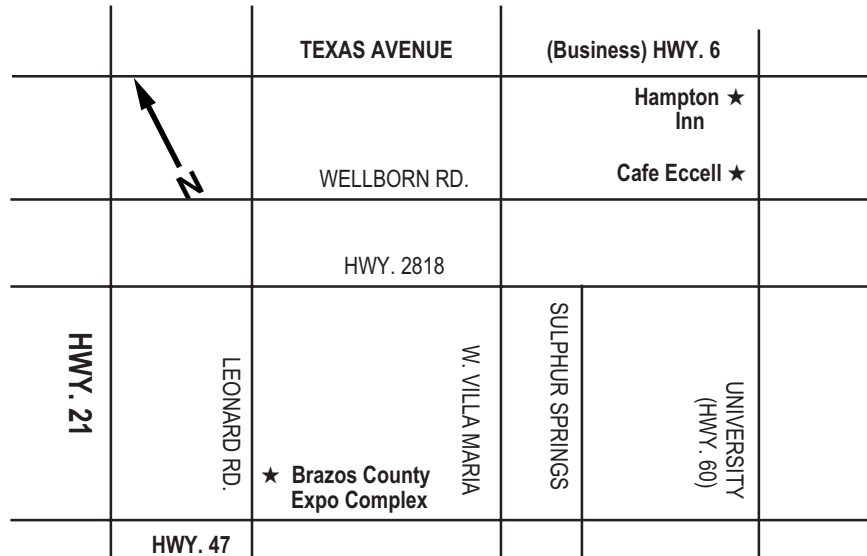 TEXAS AVENUE
(Business) HWY. 6
Hampton ★
Inn
N
WELLBORN RD.
Cafe Eccell ★
HWY. 2818
HWY. 21
LEONARD RD.
W. VILLA MARIA
SULPHUR SPRINGS
UNIVERSITY
(HWY. 60)
★ Brazos County
Expo Complex
HWY. 47